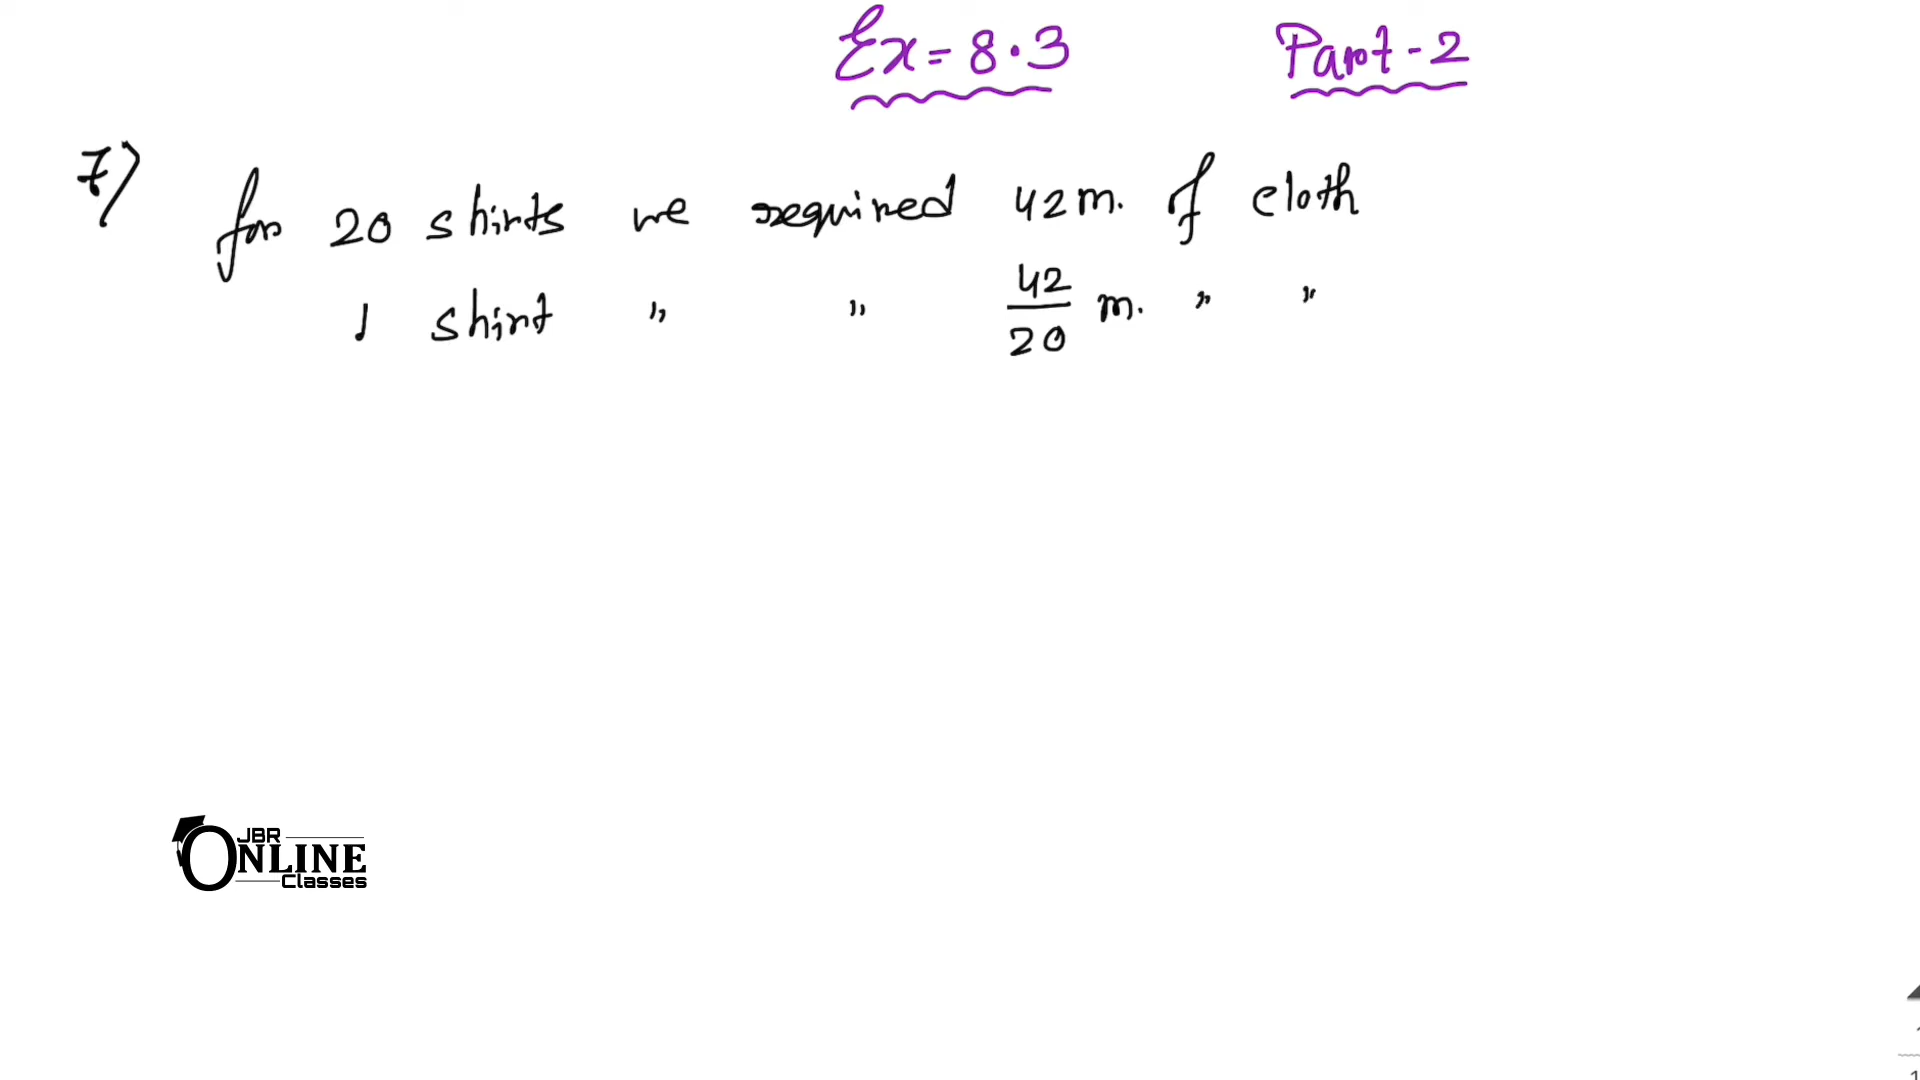 Ex = 8.3 Part-2
7) for 20 shirts we required 42m. of cloth
1 shirt " " 42/20 m. " "
JBR
ONLINE
Classes